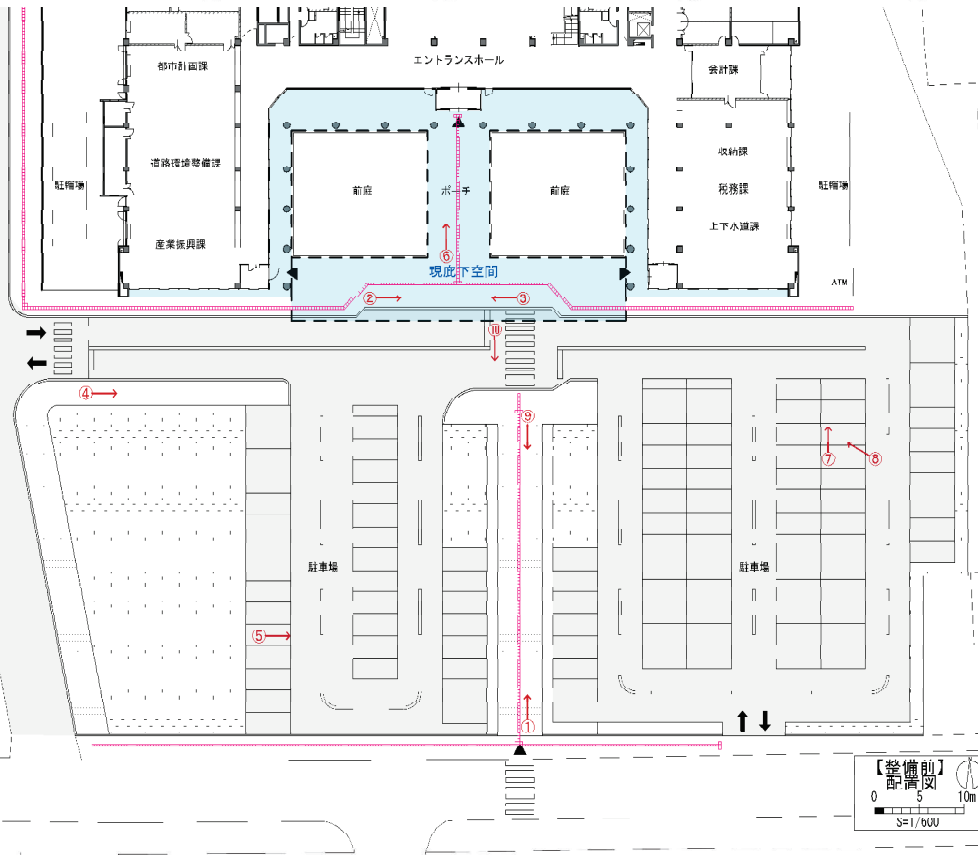 エントランスホール
都市計画課
会計課
道路環境整備課
収納課
駐輪場
前庭
ポーチ
前庭
税務課
駐輪場
上下水道課
産業振興課
⑥
現庇下空間
ATM
②
③
⑩
④
⑨
⑦
⑧
駐車場
駐車場
⑤
①
【整備前】
配置図
0 5 10m
S=1/600